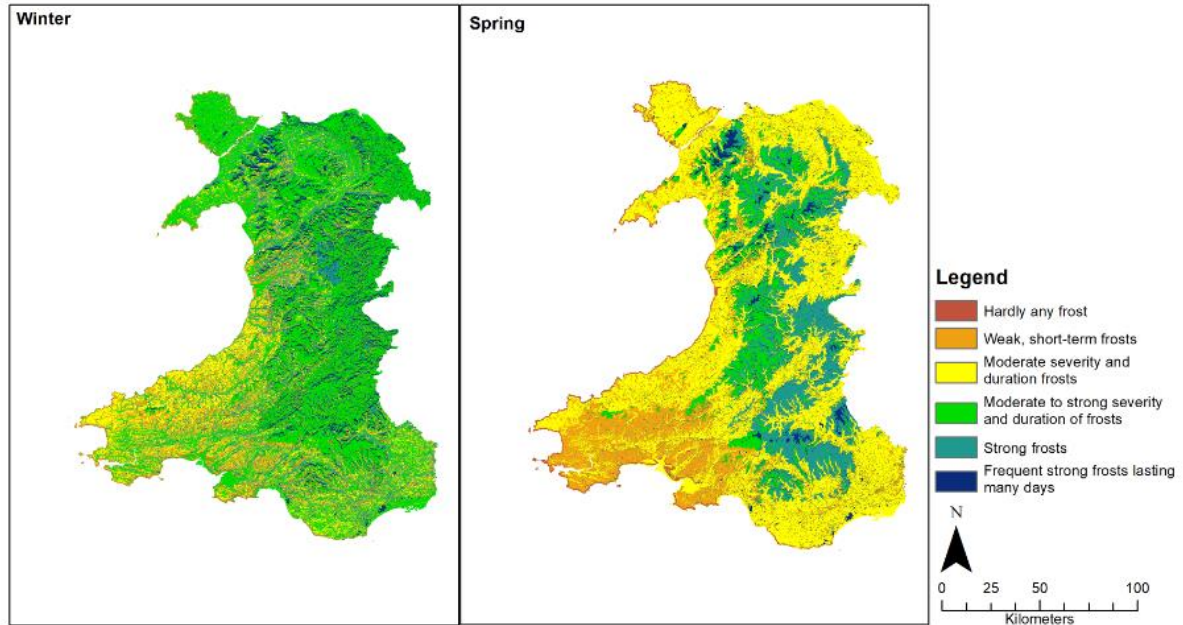 Winter
Spring
Legend
Hardly any frost
Weak, short-term frosts
Moderate severity and
duration frosts
Moderate to strong severity
and duration of frosts
Strong frosts
Frequent strong frosts lasting
many days
N
0 25 50 100
Kilometers